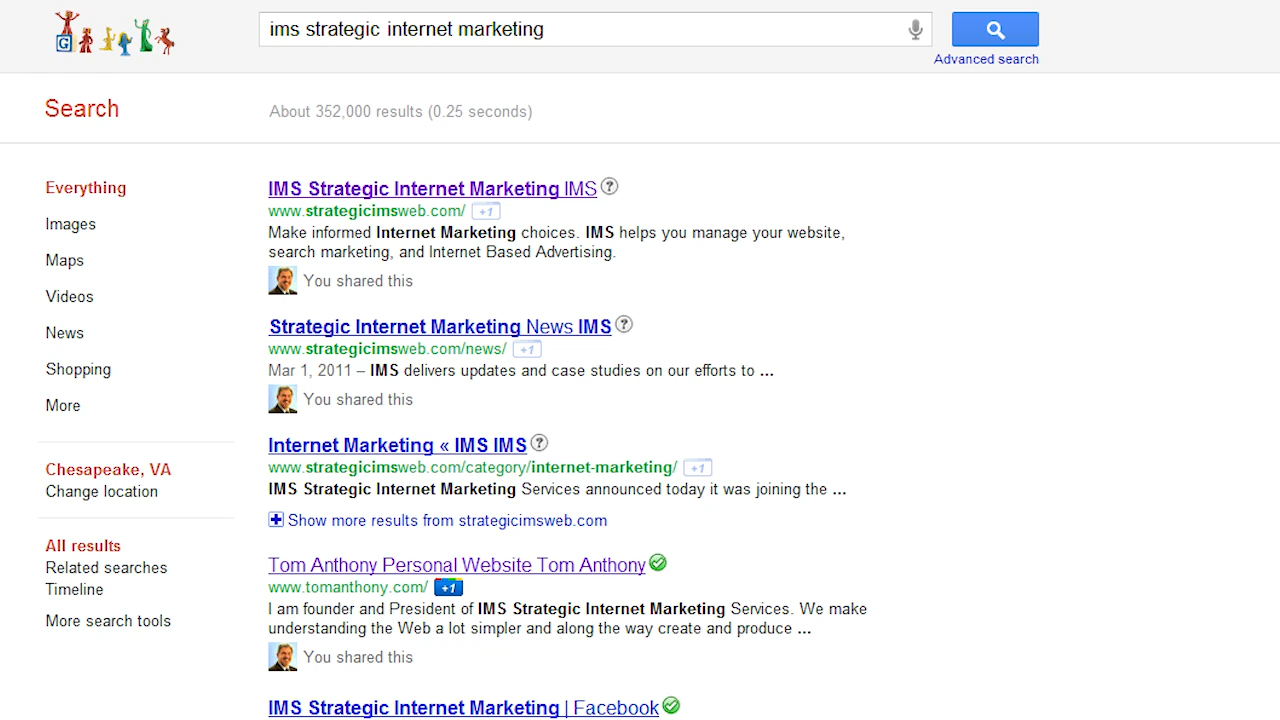 G
ims strategic internet marketing
Advanced search
Search
About 352,000 results (0.25 seconds)
Everything
Images
Maps
Videos
News
Shopping
More
Chesapeake, VA
Change location
All results
Related searches
Timeline
More search tools
IMS Strategic Internet Marketing IMS ?
www.strategicimsweb.com/ +1
Make informed Internet Marketing choices. IMS helps you manage your website,
search marketing, and Internet Based Advertising.
You shared this
Strategic Internet Marketing News IMS ?
www.strategicimsweb.com/news/ +1
Mar 1, 2011 – IMS delivers updates and case studies on our efforts to ...
You shared this
Internet Marketing « IMS IMS ?
www.strategicimsweb.com/category/internet-marketing/ +1
IMS Strategic Internet Marketing Services announced today it was joining the ...
Show more results from strategicimsweb.com
Tom Anthony Personal Website Tom Anthony
www.tomanthony.com/ +1
I am founder and President of IMS Strategic Internet Marketing Services. We make
understanding the Web a lot simpler and along the way create and produce ...
You shared this
IMS Strategic Internet Marketing | Facebook